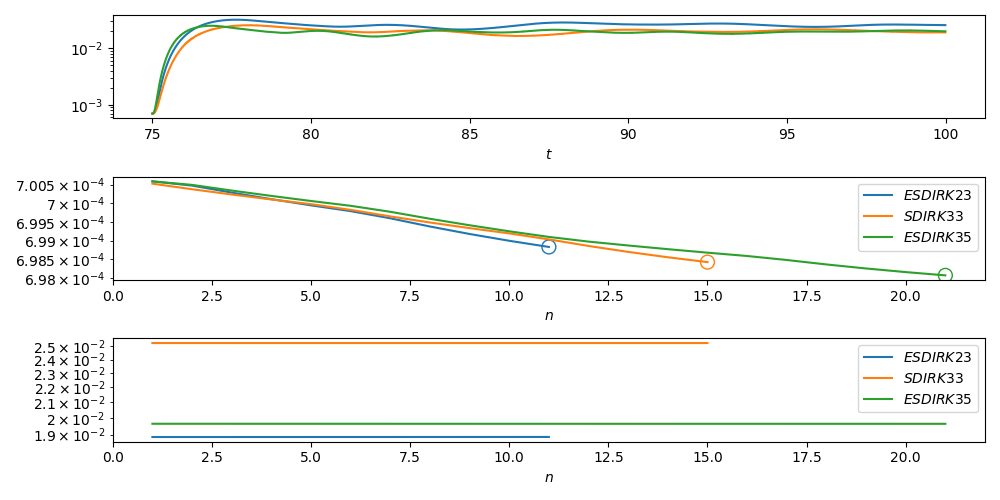 10⁻²
10⁻³
75 80 85 90 95 100
t
7.005 × 10⁻⁴
7 × 10⁻⁴
6.995 × 10⁻⁴
6.99 × 10⁻⁴
6.985 × 10⁻⁴
6.98 × 10⁻⁴
ESDIRK23
SDIRK33
ESDIRK35
0.0 2.5 5.0 7.5 10.0 12.5 15.0 17.5 20.0
n
2.5 × 10⁻²
2.4 × 10⁻²
2.3 × 10⁻²
2.2 × 10⁻²
2.1 × 10⁻²
2 × 10⁻²
1.9 × 10⁻²
ESDIRK23
SDIRK33
ESDIRK35
0.0 2.5 5.0 7.5 10.0 12.5 15.0 17.5 20.0
n